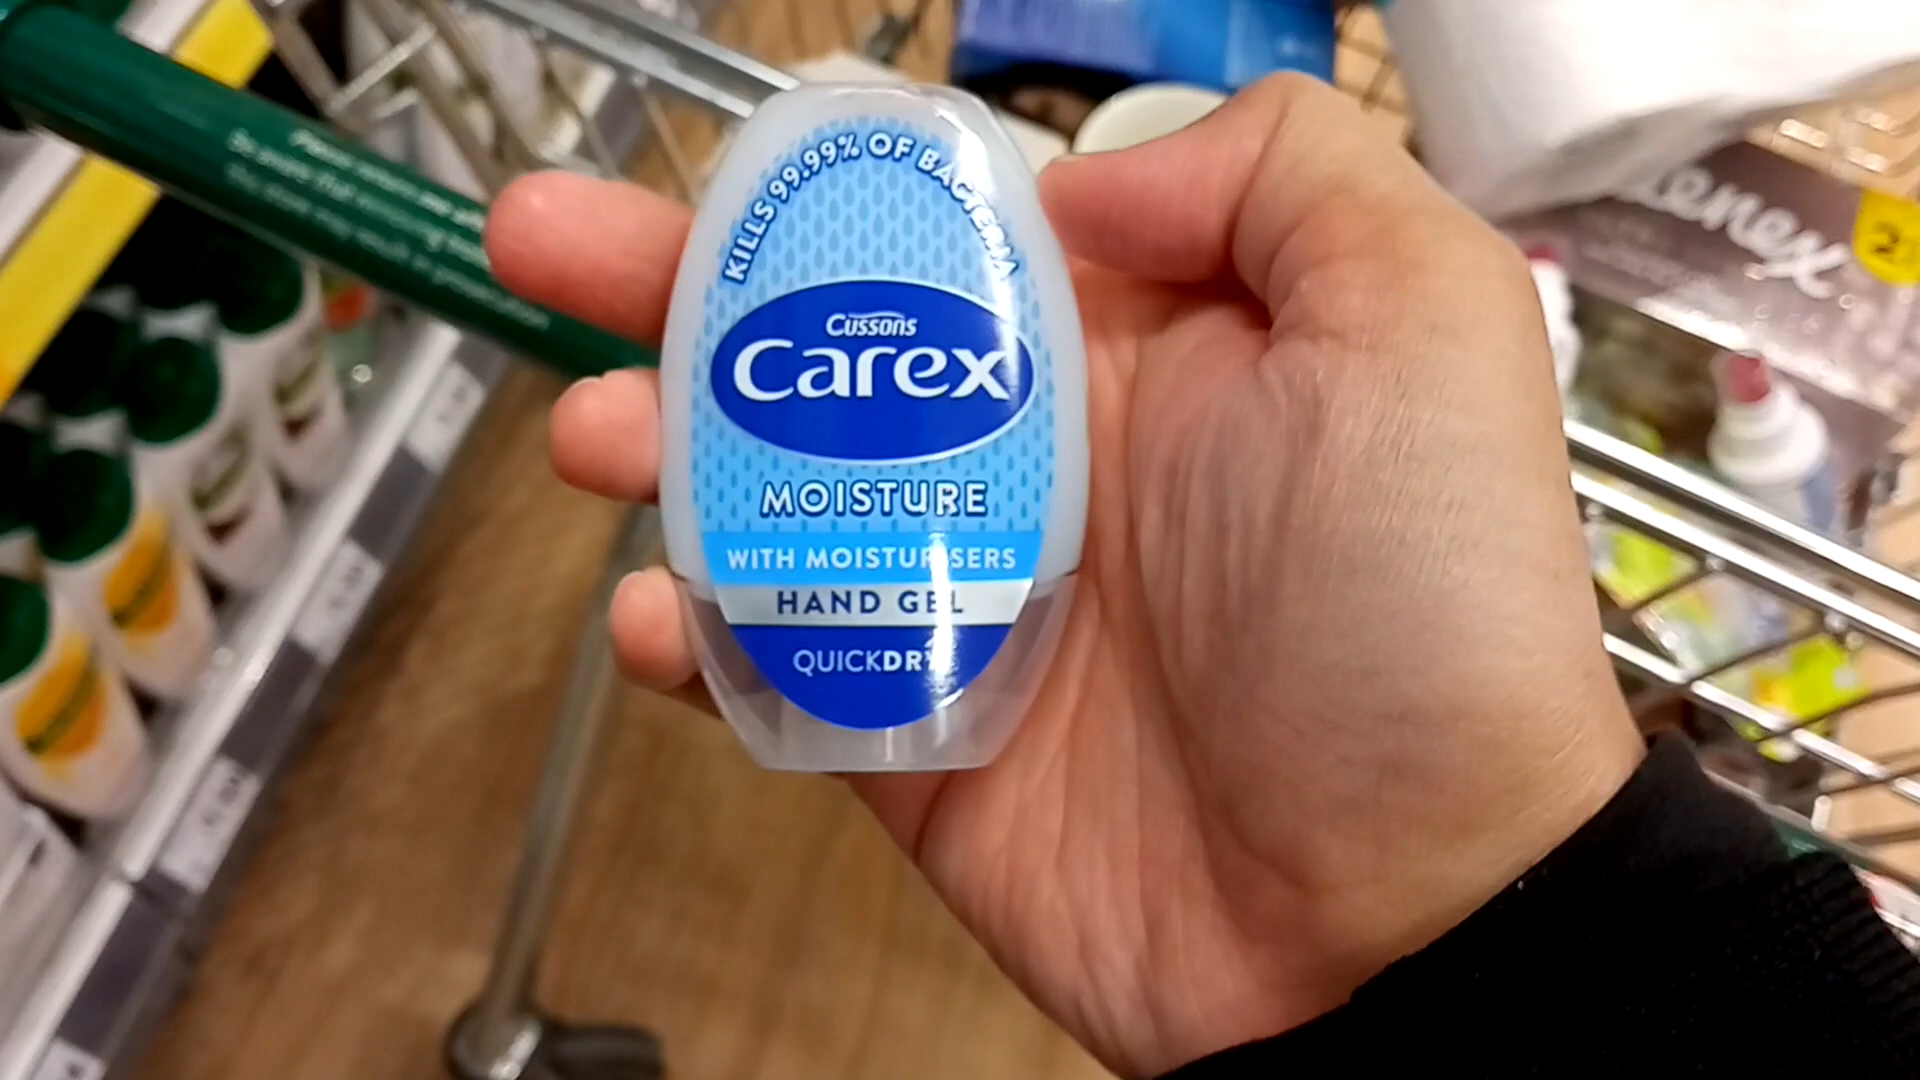 KILLS 99.99% OF BACTERIA
Cussons
Carex
MOISTURE
WITH MOISTURISERS
HAND GEL
QUICKDRY